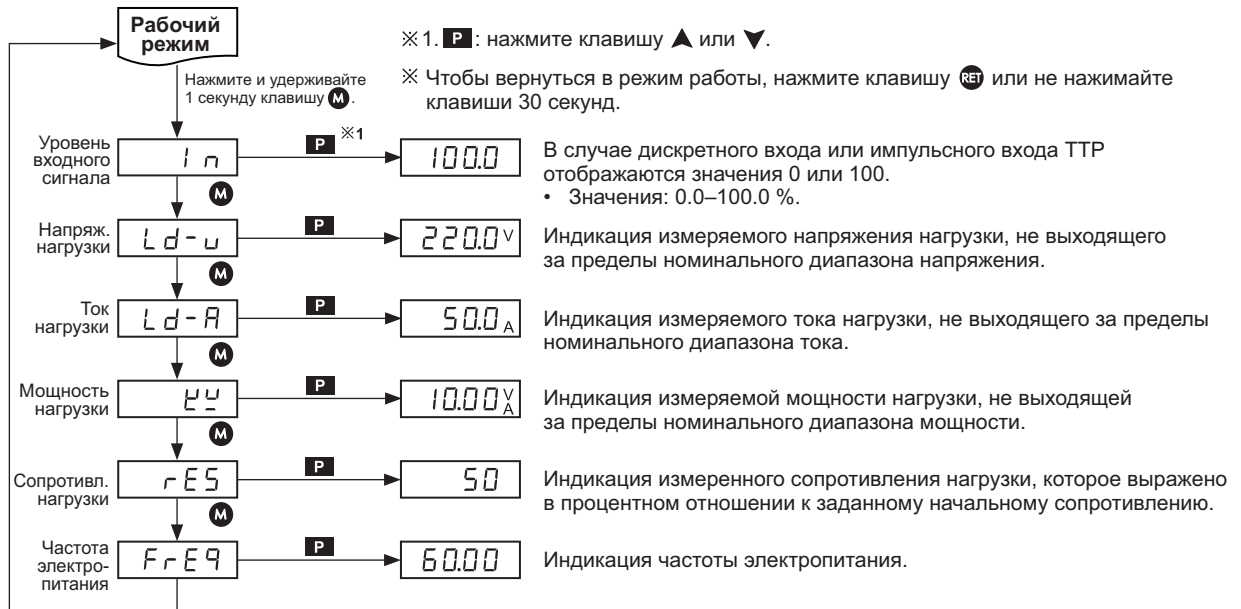 Рабочий
режим
※1. P : нажмите клавишу ▲ или ▼.
Нажмите и удерживайте
1 секунду клавишу M.
※ Чтобы вернуться в режим работы, нажмите клавишу RET или не нажимайте
клавиши 30 секунд.
Уровень
входного
сигнала
In
P ※1
100.0
В случае дискретного входа или импульсного входа ТТР
отображаются значения 0 или 100.
• Значения: 0.0–100.0 %.
M
Напряж.
нагрузки
Ld-u
P
220.0 V
Индикация измеряемого напряжения нагрузки, не выходящего
за пределы номинального диапазона напряжения.
M
Ток
нагрузки
Ld-A
P
50.0 A
Индикация измеряемого тока нагрузки, не выходящего за пределы
номинального диапазона тока.
M
Мощность
нагрузки
P
10.00 V
A
Индикация измеряемой мощности нагрузки, не выходящей
за пределы номинального диапазона мощности.
M
Сопротивл.
нагрузки
rES
P
50
Индикация измеренного сопротивления нагрузки, которое выражено
в процентном отношении к заданному начальному сопротивлению.
M
Частота
электро-
питания
FrEq
P
60.00
Индикация частоты электропитания.